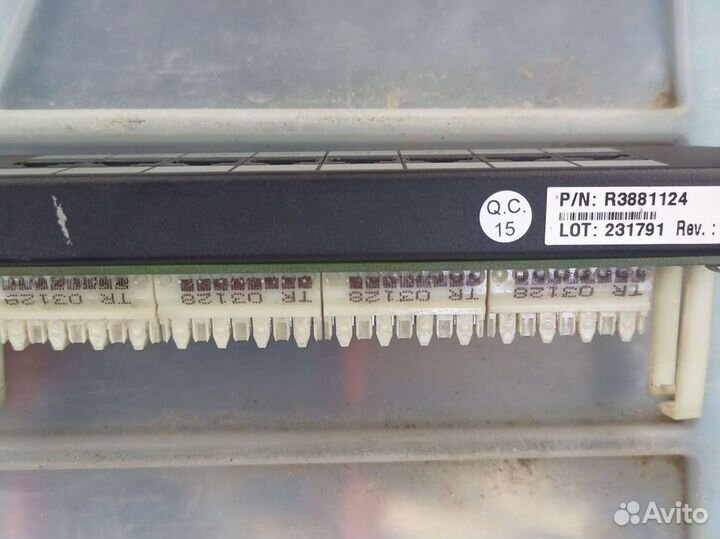 P/N: R3881124
Q.C.
15
LOT: 231791 Rev.:
TR 03128
TR 03128
TR 03128
TR 03128
Avito